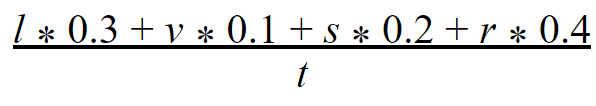 l * 0.3 + v * 0.1 + s * 0.2 + r * 0.4
t